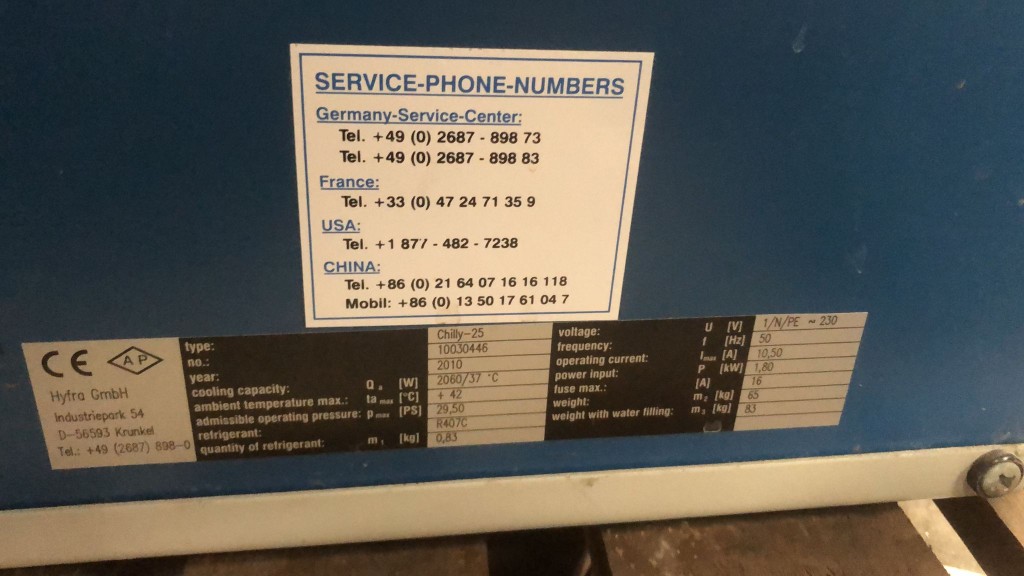 SERVICE-PHONE-NUMBERS
Germany-Service-Center:
Tel. +49 (0) 2687 - 898 73
Tel. +49 (0) 2687 - 898 83
France:
Tel. +33 (0) 47 24 71 35 9
USA:
Tel. +1 877 - 482 - 7238
CHINA:
Tel. +86 (0) 21 64 07 16 16 118
Mobil: +86 (0) 13 50 17 61 04 7
CE AP
Hyfra GmbH
Industriepark 54
D-56593 Krunkel
Tel.: +49 (2687) 898-0
type: Chilly-25
no.: 10030446
year: 2010
cooling capacity: Q₀ [W] 2060/37 °C
ambient temperature max.: ta max [°C] + 42
admissible operating pressure: p max [PS] 29,50
refrigerant: R407C
quantity of refrigerant: m₁ [kg] 0,83
voltage: U [V] 1/N/PE ~ 230
frequency: f [Hz] 50
operating current: I max [A] 10,50
power input: P [kW] 1,80
fuse max.: [A] 16
weight: m₂ [kg] 65
weight with water filling: m₃ [kg] 83